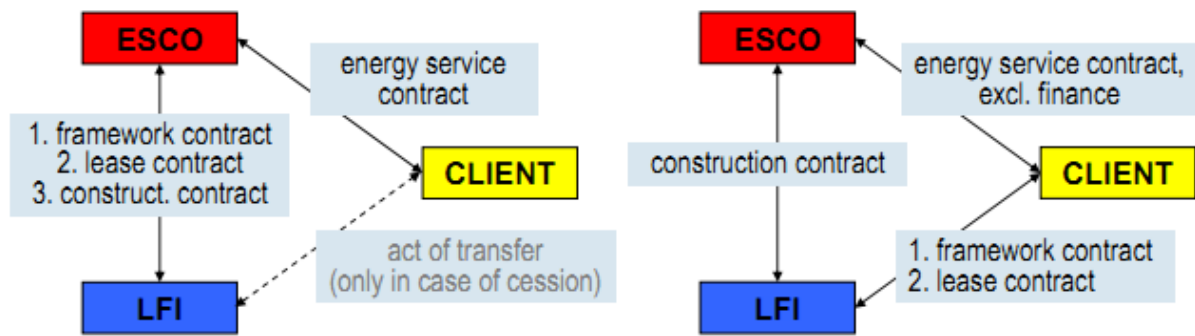 ESCO
energy service
contract
1. framework contract
2. lease contract
3. construct. contract
CLIENT
act of transfer
(only in case of cession)
LFI
ESCO
energy service contract,
excl. finance
construction contract
CLIENT
1. framework contract
2. lease contract
LFI